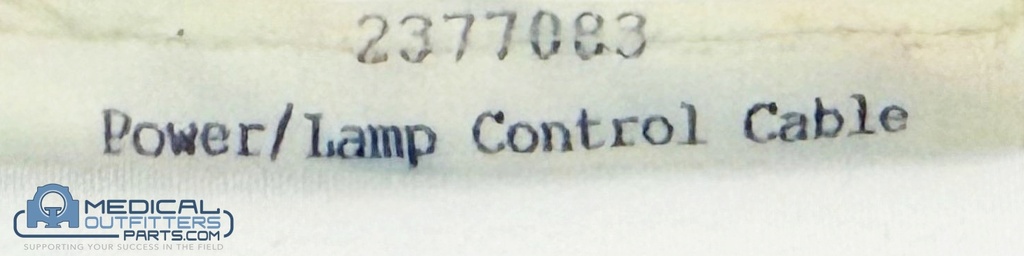 2377083
Power/Lamp Control Cable
MEDICAL
OUTFITTERS
PARTS.COM
SUPPORTING YOUR SUCCESS IN THE FIELD